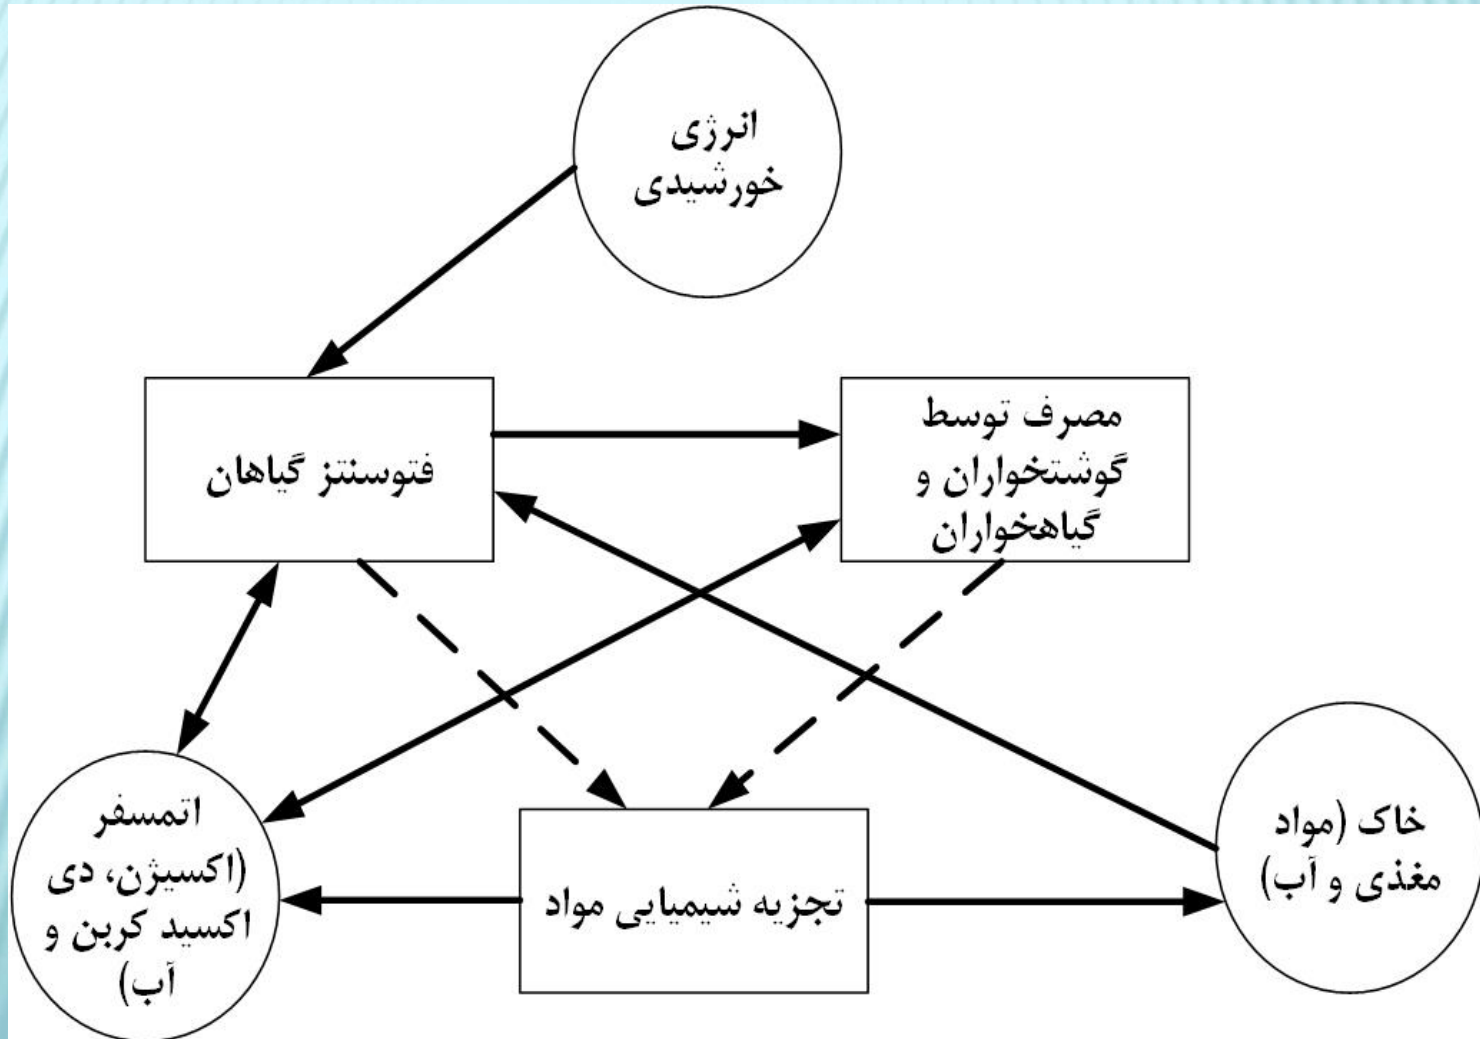 انرژی
خورشیدی
مصرف توسط
گوشتخواران و
گیاهخواران
فتوسنتز گیاهان
خاک (مواد
مغذی و آب)
تجزیه شیمیایی مواد
اتمسفر
(اکسیژن، دی
اکسید کربن و
آب)